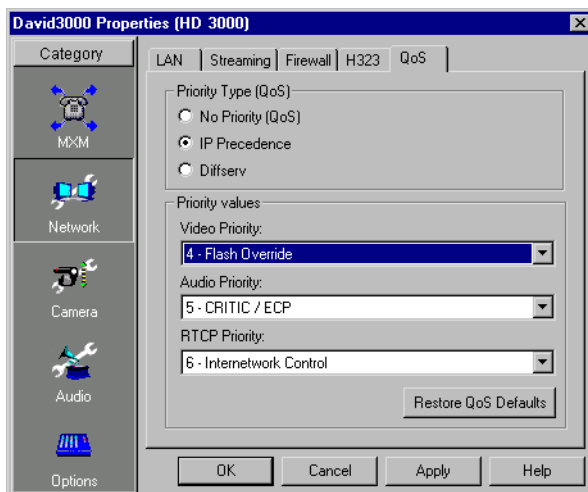 David3000 Properties (HD 3000)
Category
MXM
Network
Camera
Audio
Options
LAN Streaming Firewall H323 QoS
Priority Type (QoS)
No Priority (QoS)
IP Precedence
Diffserv
Priority values
Video Priority:
4 - Flash Override
Audio Priority:
5 - CRITIC / ECP
RTCP Priority:
6 - Internetwork Control
Restore QoS Defaults
OK Cancel Apply Help